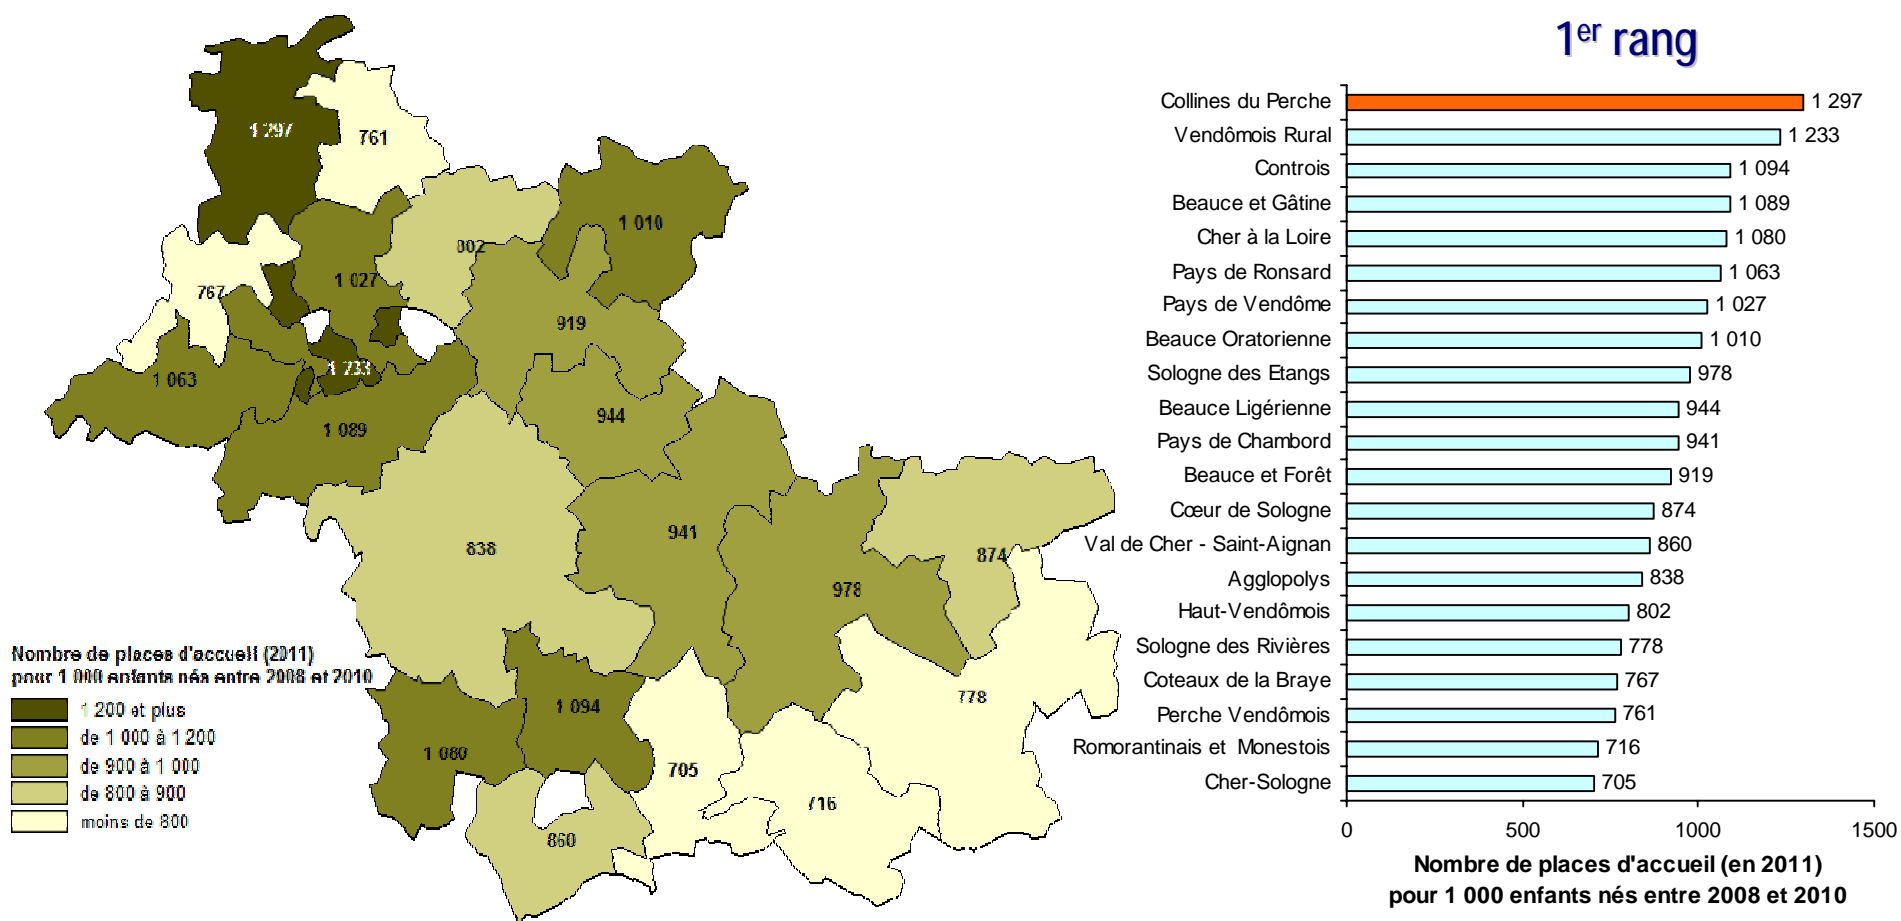 1er rang
1 297
761
1 010
802
1 027
767
919
1 233
1 063
944
1 089
941
838
874
978
778
1 094
1 080
705
716
860
Nombre de places d'accueil (2011)
pour 1 000 enfants nés entre 2008 et 2010
1 200 et plus
de 1 000 à 1 200
de 900 à 1 000
de 800 à 900
moins de 800
Collines du Perche 1 297
Vendômois Rural 1 233
Controis 1 094
Beauce et Gâtine 1 089
Cher à la Loire 1 080
Pays de Ronsard 1 063
Pays de Vendôme 1 027
Beauce Oratorienne 1 010
Sologne des Etangs 978
Beauce Ligérienne 944
Pays de Chambord 941
Beauce et Forêt 919
Cœur de Sologne 874
Val de Cher - Saint-Aignan 860
Agglopolys 838
Haut-Vendômois 802
Sologne des Rivières 778
Coteaux de la Braye 767
Perche Vendômois 761
Romorantinais et Monestois 716
Cher-Sologne 705
0 500 1000 1500
Nombre de places d'accueil (en 2011)
pour 1 000 enfants nés entre 2008 et 2010